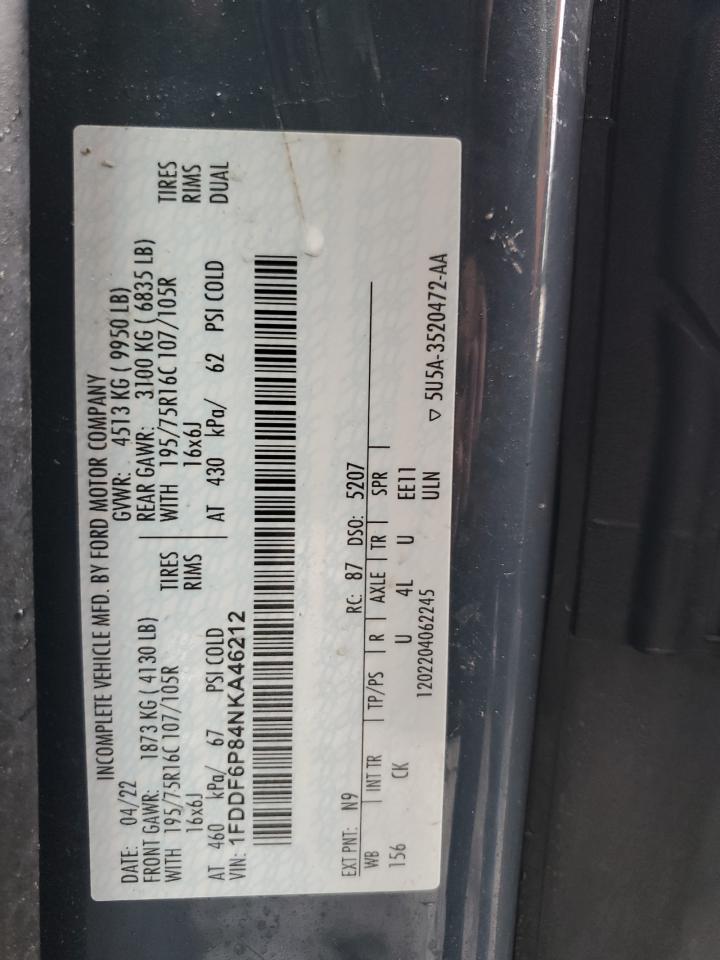 INCOMPLETE VEHICLE MFD. BY FORD MOTOR COMPANY
DATE: 04/22 GVWR: 4513 KG ( 9950 LB)
FRONT GAWR: 1873 KG ( 4130 LB) REAR GAWR: 3100 KG ( 6835 LB)
WITH 195/75R16C 107/105R TIRES WITH 195/75R16C 107/105R TIRES
16x6J RIMS 16x6J RIMS
AT 460 kPa/ 67 PSI COLD AT 430 kPa/ 62 PSI COLD DUAL
VIN: 1FDDF6P84NKA46212
EXT PNT: N9 RC: 87 DSO: 5207
WB | INT TR | TP/PS | R | AXLE | TR | SPR |
156 CK U 4L U EE11
1202204062245 ULN
▽ 5U5A-3520472-AA